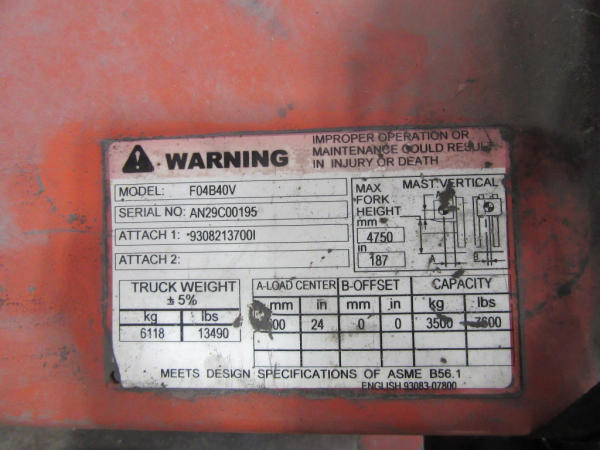 WARNING
IMPROPER OPERATION OR
MAINTENANCE COULD RESULT
IN INJURY OR DEATH
MODEL: F04B40V
SERIAL NO: AN29C00195
ATTACH 1: 9308213700I
ATTACH 2:
MAX
FORK
HEIGHT
mm
4750
in
187
MAST VERTICAL
A
A
B
TRUCK WEIGHT
± 5%
kg lbs
6118 13490
A-LOAD CENTER B-OFFSET CAPACITY
mm in mm in kg lbs
24 0 0 3500 7600
MEETS DESIGN SPECIFICATIONS OF ASME B56.1
ENGLISH 93083-07800